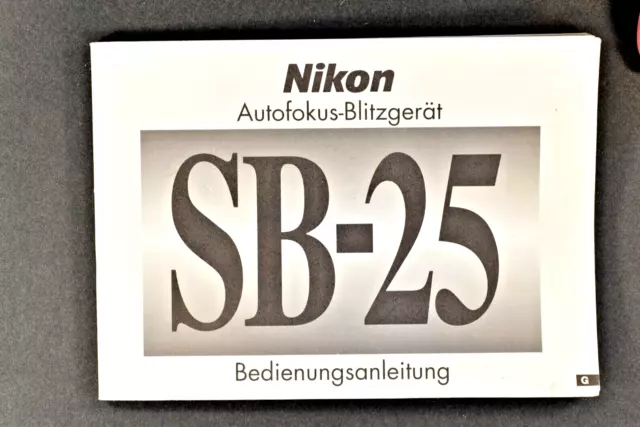 Nikon
Autofokus-Blitzgerät
SB-25
Bedienungsanleitung
G